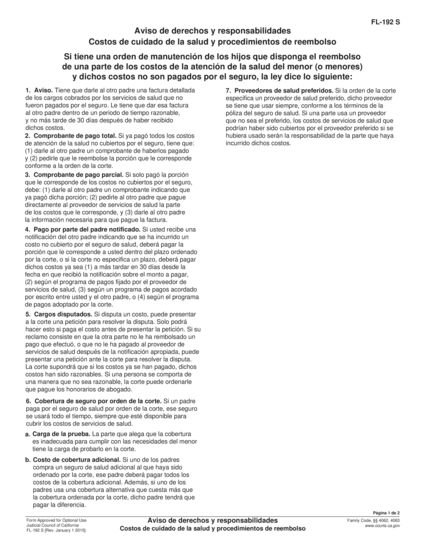 FL-192 S
Aviso de derechos y responsabilidades
Costos de cuidado de la salud y procedimientos de reembolso
Si tiene una orden de manutención de los hijos que disponga el reembolso
de una parte de los costos de la atención de la salud del menor (o menores)
y dichos costos no son pagados por el seguro, la ley dice lo siguiente:
1. Aviso. Tiene que darle al otro padre una factura detallada
de los cargos cobrados por los servicios de salud que no
fueron pagados por el seguro. Le tiene que dar esa factura
al otro padre dentro de un período de tiempo razonable,
y no más tarde de 30 días después de haber recibido
dichos costos.
2. Comprobante de pago total. Si ya pagó todos los costos
de atención de la salud no cubiertos por el seguro, tiene que:
(1) darle al otro padre un comprobante de haberlos pagado
y (2) pedirle que le reembolse la porción que le corresponde
conforme a la orden de la corte.
3. Comprobante de pago parcial. Si solo pagó la porción
que le corresponde de los costos no cubiertos por el seguro,
debe: (1) darle al otro padre un comprobante indicando que
ya pagó dicha porción; (2) pedirle al otro padre que pague
directamente al proveedor de servicios de salud la parte
de los costos que le corresponde, y (3) darle al otro padre
la información necesaria para que pague la factura.
4. Pago por parte del padre notificado. Si usted recibe una
notificación del otro padre indicando que se ha incurrido un
costo no cubierto por el seguro de salud, deberá pagar la
porción que le corresponde a usted dentro del plazo ordenado
por la corte, o si la corte no especifica un plazo, deberá pagar
dichos costos ya sea (1) a más tardar en 30 días desde la
fecha en que recibió la notificación sobre el monto a pagar,
(2) según el programa de pagos fijado por el proveedor de
servicios de salud, (3) según un programa de pagos acordado
por escrito entre usted y el otro padre, o (4) según el programa
de pagos adoptado por la corte.
5. Cargos disputados. Si disputa un costo, puede presentar
a la corte una petición para resolver la disputa. Solo podrá
hacer esto si paga el costo antes de presentar la petición. Si su
reclamo consiste en que la otra parte no le ha rembolsado un
pago que efectuó, o que no le ha pagado al proveedor de
servicios de salud después de la notificación apropiada, puede
presentar una petición ante la corte para resolver la disputa.
La corte supondrá que si los costos ya se han pagado, dichos
costos han sido razonables. Si una persona se comporta de
una manera que no sea razonable, la corte puede ordenarle
que pague los honorarios de abogado.
6. Cobertura de seguro por orden de la corte. Si un padre
paga por el seguro de salud por orden de la corte, ese seguro
se usará todo el tiempo, siempre que esté disponible para
cubrir los costos de servicios de salud.
a. Carga de la prueba. La parte que alega que la cobertura
es inadecuada para cumplir con las necesidades del menor
tiene la carga de probarlo en la corte.
b. Costo de cobertura adicional. Si uno de los padres
compra un seguro de salud adicional al que haya sido
ordenado por la corte, ese padre deberá pagar todos los
costos de la cobertura adicional. Además, si uno de los
padres usa una cobertura alternativa que cuesta más que
la cobertura ordenada por la corte, dicho padre tendrá que
pagar la diferencia.
7. Proveedores de salud preferidos. Si la orden de la corte
especifica un proveedor de salud preferido, dicho proveedor
se tiene que usar siempre, conforme a los términos de la
póliza del seguro de salud. Si una parte usa un proveedor
que no sea el preferido, los costos de servicios de salud que
podrían haber sido cubiertos por el proveedor preferido si se
hubiera usado serán la responsabilidad de la parte que haya
incurrido dichos costos.
Página 1 de 2
Form Approved for Optional Use
Judicial Council of California
FL-192 S [Rev. January 1 2015]
Aviso de derechos y responsabilidades
Costos de cuidado de la salud y procedimientos de reembolso
Family Code, §§ 4062, 4063
www.courts.ca.gov